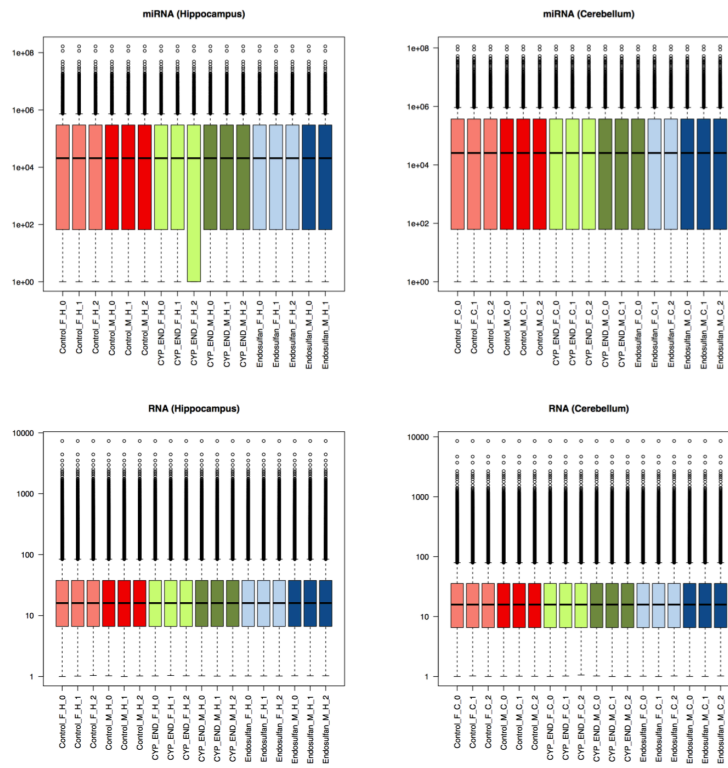 miRNA (Hippocampus)
1e+08
1e+06
1e+04
1e+02
1e+00
Control_F_H_0
Control_F_H_1
Control_F_H_2
Control_M_H_0
Control_M_H_1
Control_M_H_2
CYP_END_F_H_0
CYP_END_F_H_1
CYP_END_F_H_2
CYP_END_M_H_0
CYP_END_M_H_1
CYP_END_M_H_2
Endosulfan_F_H_0
Endosulfan_F_H_1
Endosulfan_F_H_2
Endosulfan_M_H_0
Endosulfan_M_H_1
miRNA (Cerebellum)
1e+08
1e+06
1e+04
1e+02
1e+00
Control_F_C_0
Control_F_C_1
Control_F_C_2
Control_M_C_0
Control_M_C_1
Control_M_C_2
CYP_END_F_C_0
CYP_END_F_C_1
CYP_END_F_C_2
CYP_END_M_C_0
CYP_END_M_C_1
CYP_END_M_C_2
Endosulfan_F_C_0
Endosulfan_F_C_1
Endosulfan_M_C_0
Endosulfan_M_C_1
Endosulfan_M_C_2
RNA (Hippocampus)
10000
1000
100
10
1
Control_F_H_0
Control_F_H_1
Control_F_H_2
Control_M_H_0
Control_M_H_1
Control_M_H_2
CYP_END_F_H_0
CYP_END_F_H_1
CYP_END_F_H_2
CYP_END_M_H_0
CYP_END_M_H_1
CYP_END_M_H_2
Endosulfan_F_H_0
Endosulfan_F_H_1
Endosulfan_F_H_2
Endosulfan_M_H_0
Endosulfan_M_H_1
Endosulfan_M_H_2
RNA (Cerebellum)
10000
1000
100
10
1
Control_F_C_0
Control_F_C_1
Control_F_C_2
Control_M_C_0
Control_M_C_1
Control_M_C_2
CYP_END_F_C_0
CYP_END_F_C_1
CYP_END_F_C_2
CYP_END_M_C_0
CYP_END_M_C_1
CYP_END_M_C_2
Endosulfan_F_C_0
Endosulfan_F_C_1
Endosulfan_F_C_2
Endosulfan_M_C_0
Endosulfan_M_C_1
Endosulfan_M_C_2